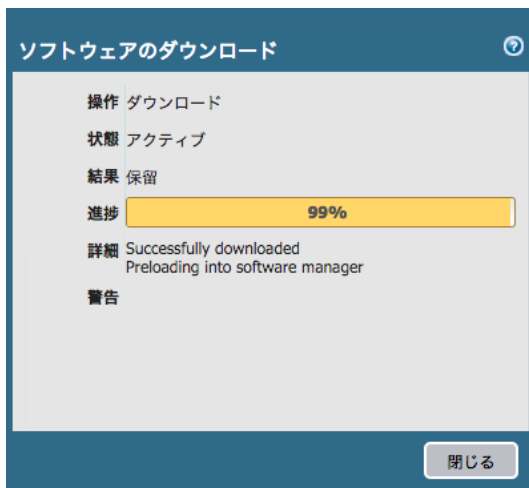 ソフトウェアのダウンロード
操作 ダウンロード
状態 アクティブ
結果 保留
進捗 99%
詳細 Successfully downloaded
Preloading into software manager
警告
閉じる